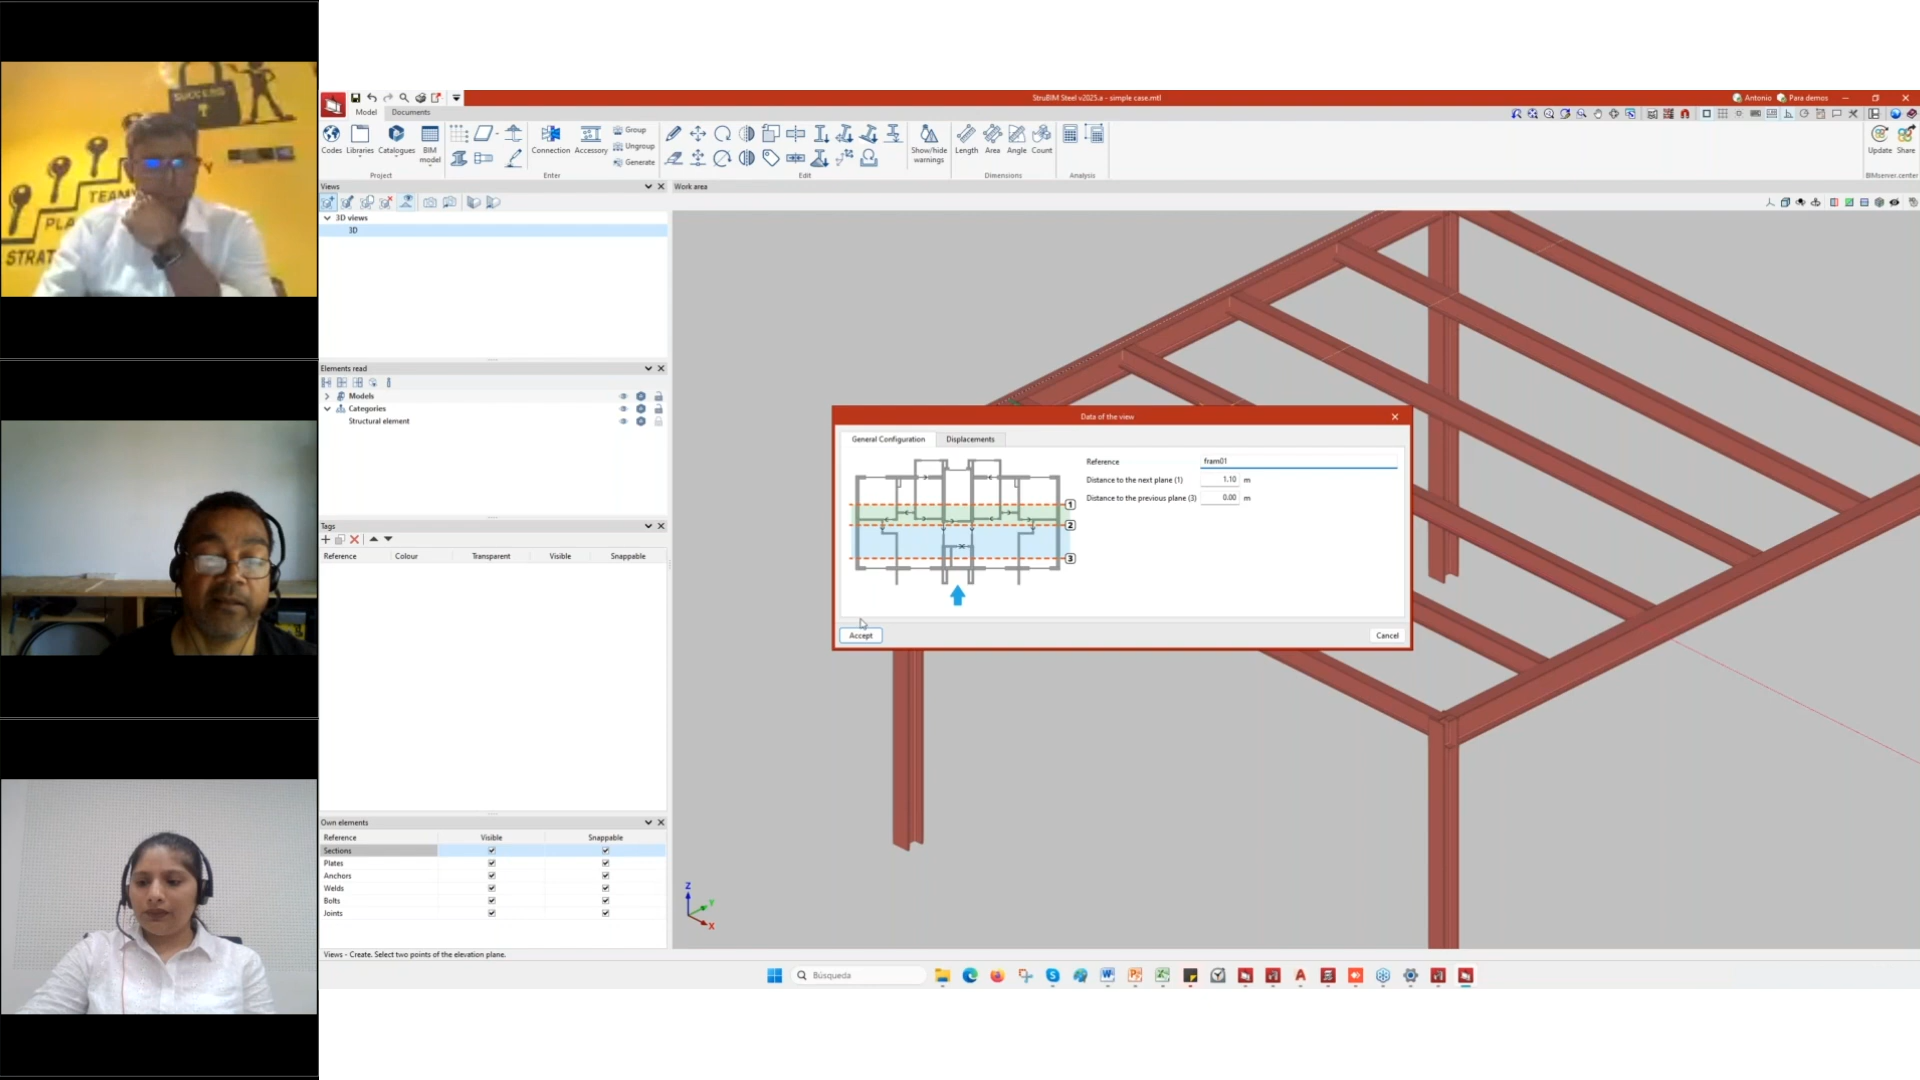 SUCCESS
TEAM
PLA
STRAT
StruBIM Steel v2025.a - simple case.mtl
Antonio
Para demos
Model
Documents
Codes
Libraries
Catalogues
BIM model
Connection
Accessory
Group
Ungroup
Generate
Show/hide warnings
Length
Area
Angle
Count
Update
Share
Project
Enter
Edit
Dimensions
Analysis
BIMserver.center
Views
Work area
3D views
3D
Elements read
Models
Categories
Structural element
Tags
Reference
Colour
Transparent
Visible
Snappable
Own elements
Reference
Visible
Snappable
Sections
Plates
Anchors
Welds
Bolts
Joints
Views - Create. Select two points of the elevation plane.
Data of the view
General Configuration
Displacements
Reference
fram01
Distance to the next plane (1)
1.10 m
Distance to the previous plane (3)
0.00 m
1
2
3
Accept
Cancel
Z
Y
X
Búsqueda